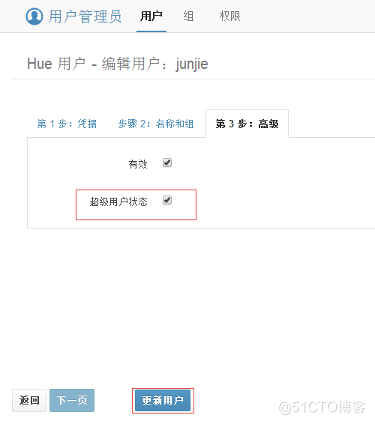 用户管理员 用户 组 权限
Hue 用户 - 编辑用户：junjie
第 1 步：凭据 步骤 2：名称和组 第 3 步：高级
有效
超级用户状态
返回 下一页 更新用户
@51CTO博客